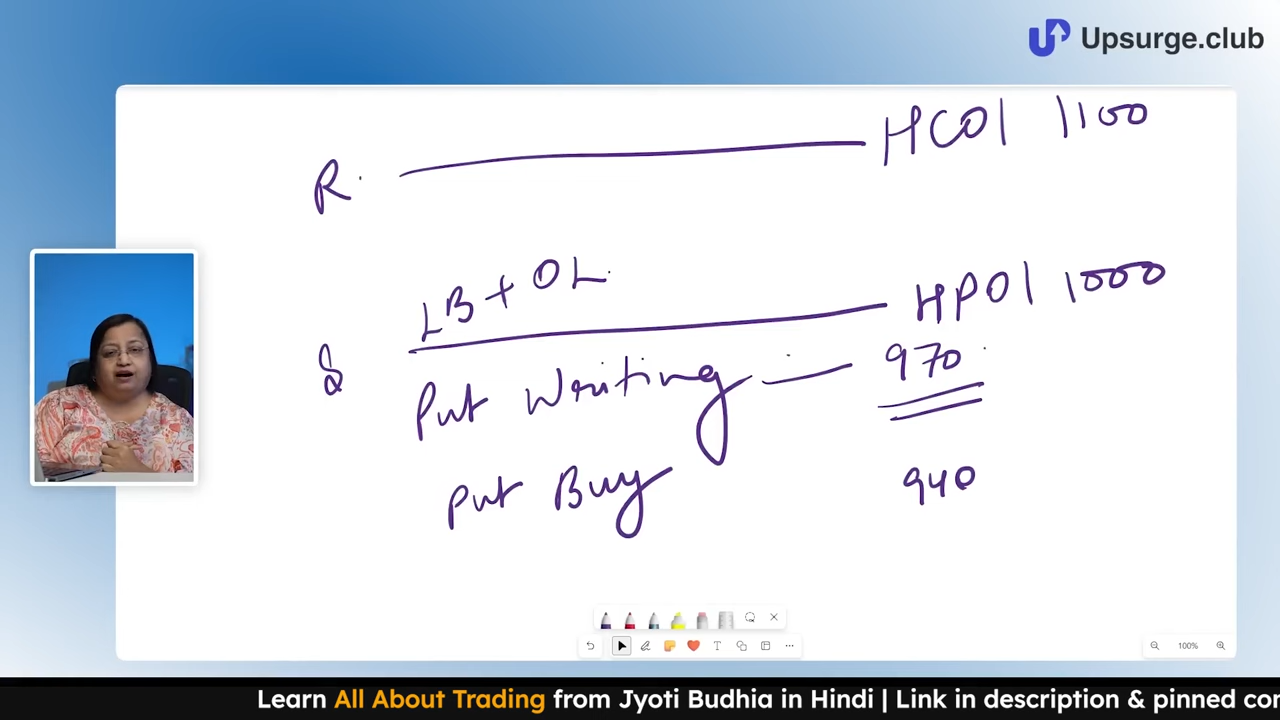 Upsurge.club
R. HCOI 1100
LB + OL
HPOI 1000
S
Put Writing — 970
Put Buy 940
100%
Learn All About Trading from Jyoti Budhia in Hindi | Link in description & pinned con